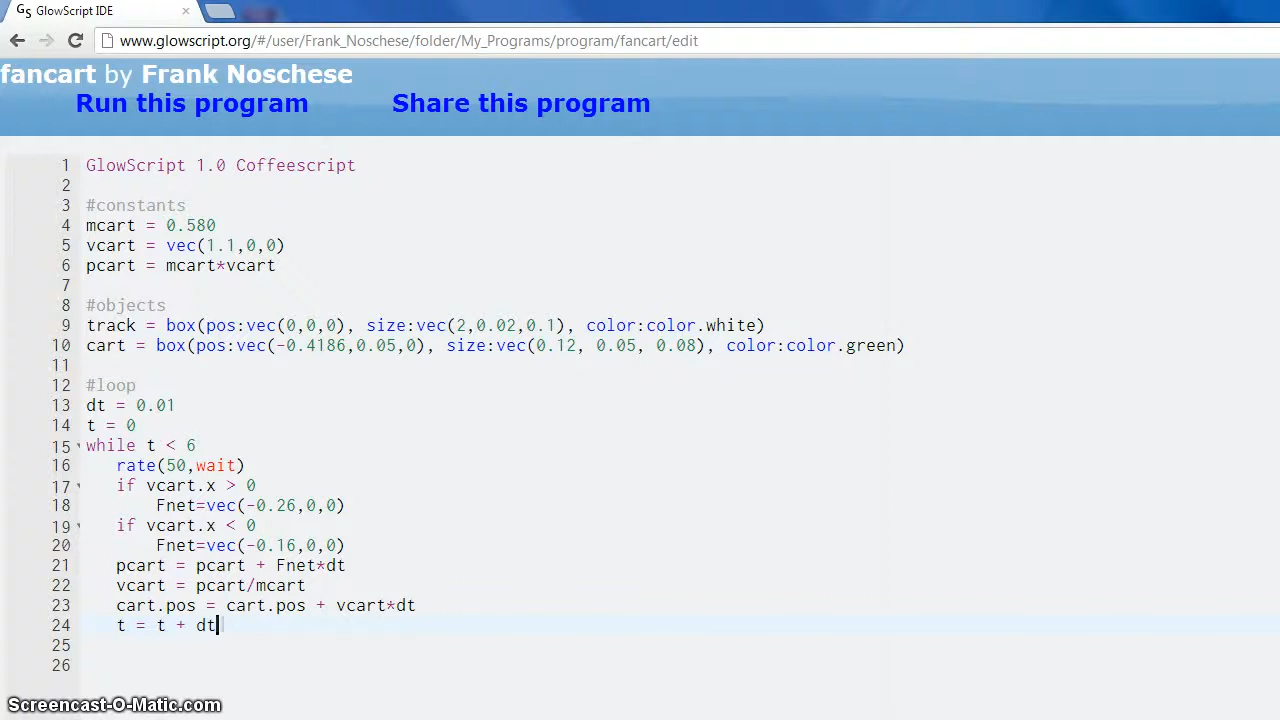 GlowScript IDE
www.glowscript.org/#/user/Frank_Noschese/folder/My_Programs/program/fancart/edit
fancart by Frank Noschese
Run this program Share this program
1 GlowScript 1.0 Coffeescript
2
3 #constants
4 mcart = 0.580
5 vcart = vec(1.1,0,0)
6 pcart = mcart*vcart
7
8 #objects
9 track = box(pos:vec(0,0,0), size:vec(2,0.02,0.1), color:color.white)
10 cart = box(pos:vec(-0.4186,0.05,0), size:vec(0.12, 0.05, 0.08), color:color.green)
11
12 #loop
13 dt = 0.01
14 t = 0
15 while t < 6
16 rate(50,wait)
17 if vcart.x > 0
18 Fnet=vec(-0.26,0,0)
19 if vcart.x < 0
20 Fnet=vec(-0.16,0,0)
21 pcart = pcart + Fnet*dt
22 vcart = pcart/mcart
23 cart.pos = cart.pos + vcart*dt
24 t = t + dt
25
26
Screencast-O-Matic.com